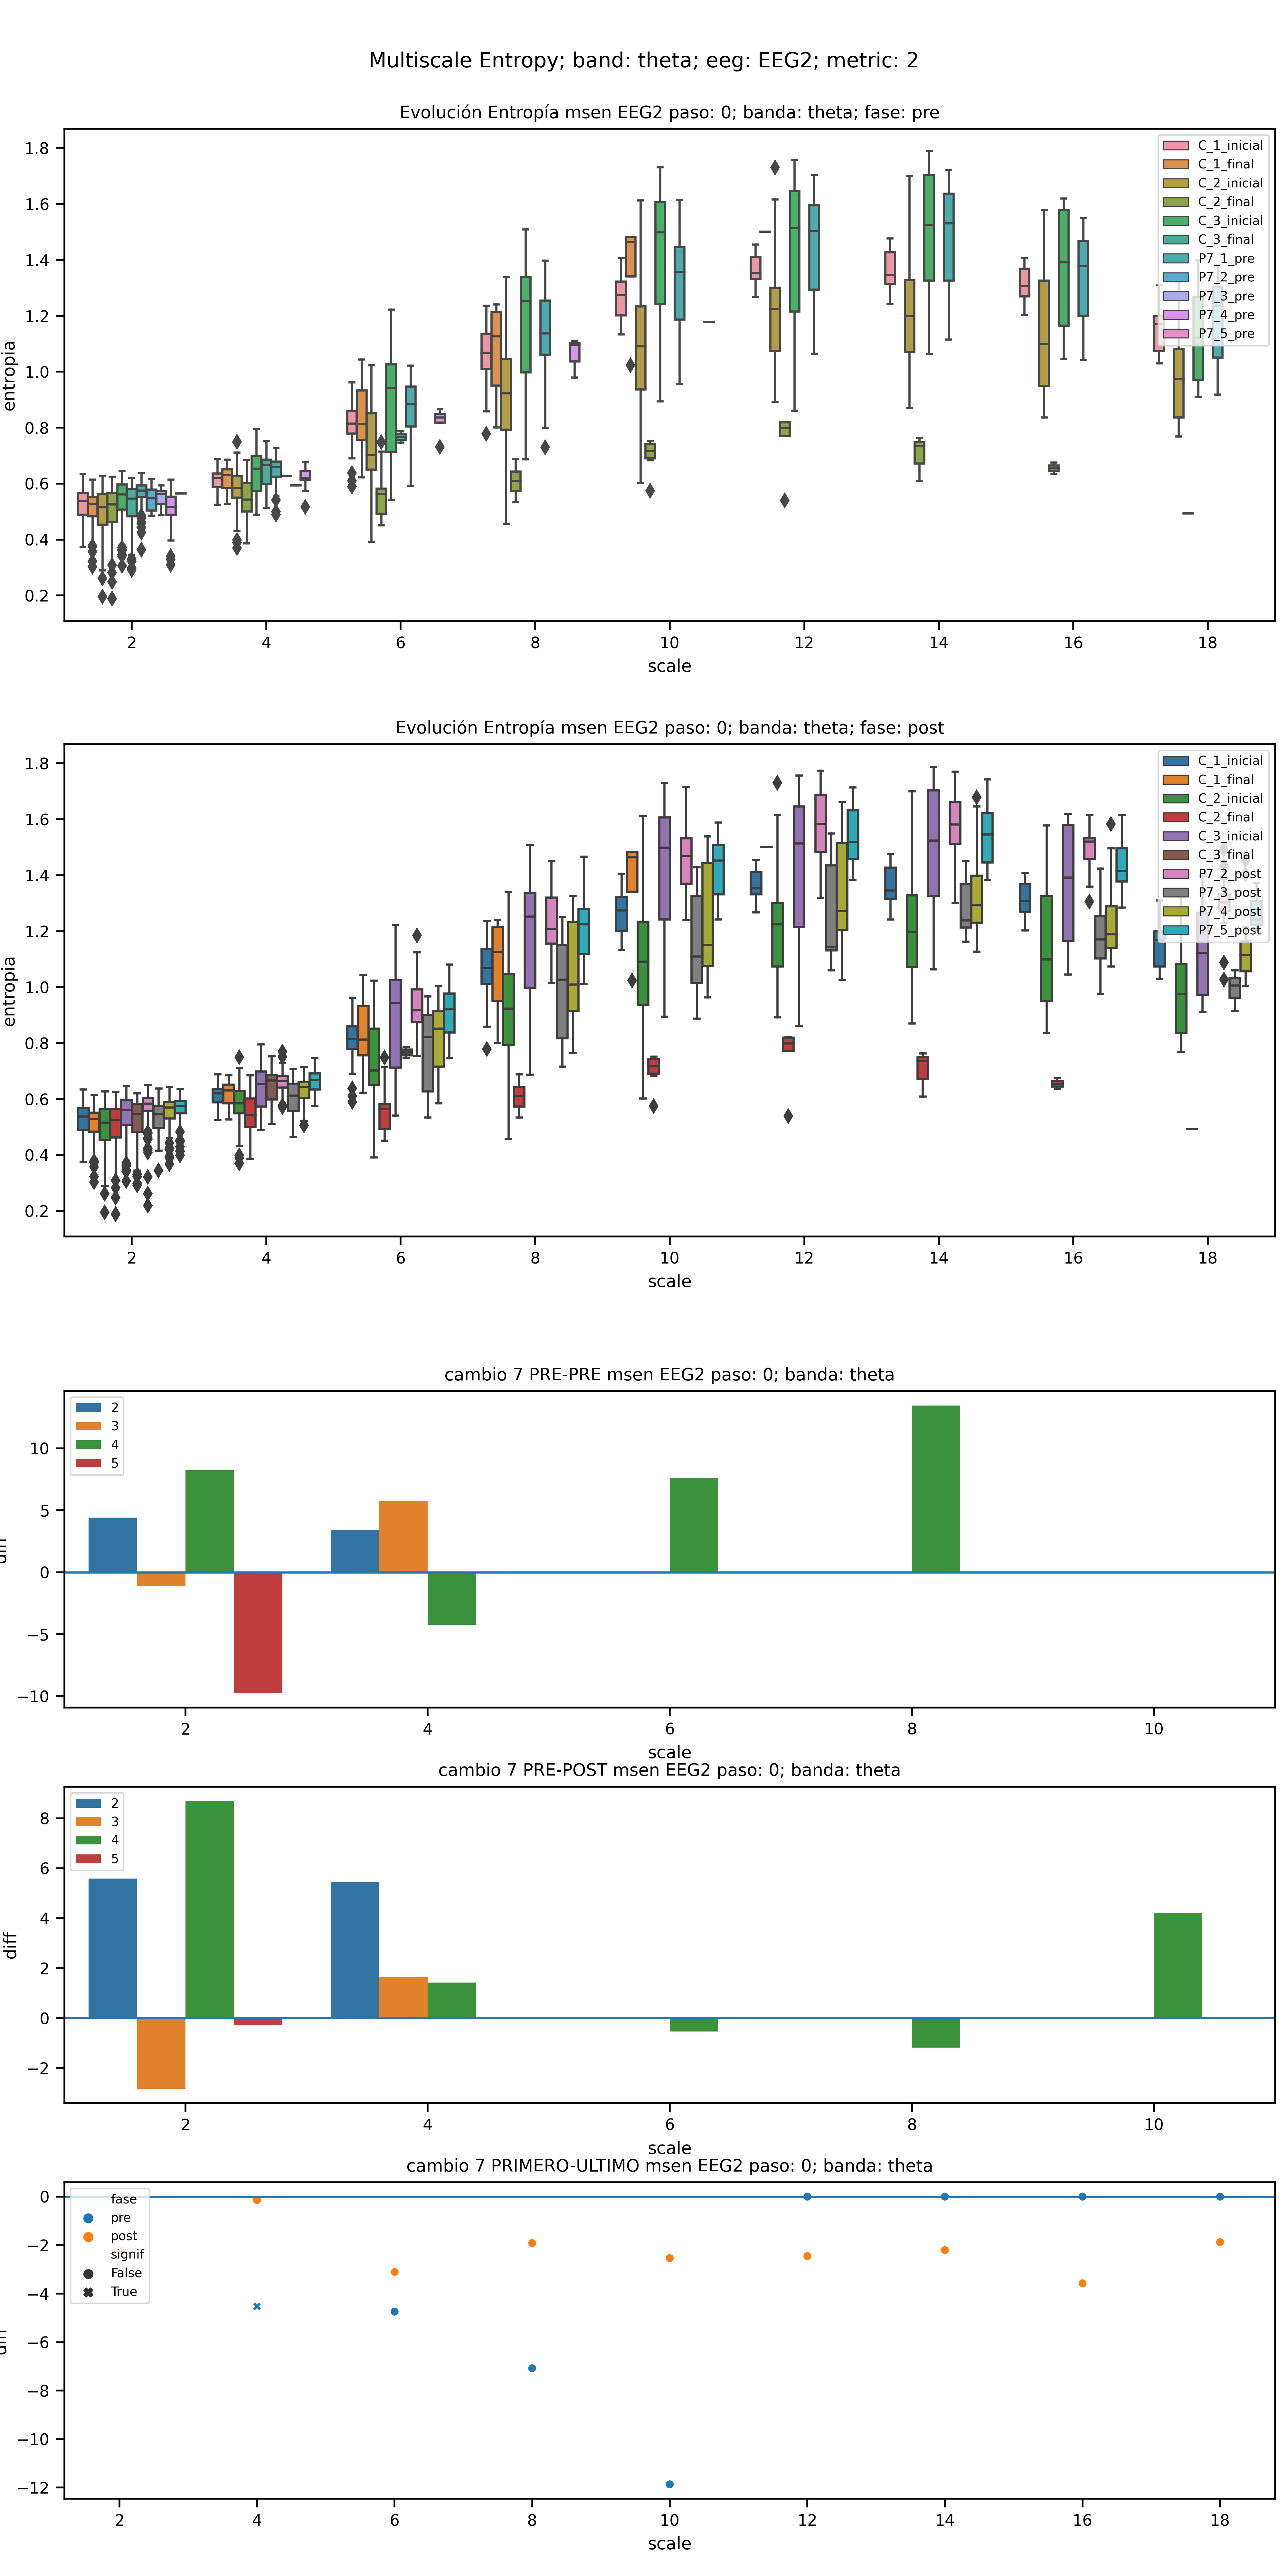 Multiscale Entropy; band: theta; eeg: EEG2; metric: 2
Evolución Entropía msen EEG2 paso: 0; banda: theta; fase: pre
entropia
1.8
1.6
1.4
1.2
1.0
0.8
0.6
0.4
0.2
C_1_inicial
C_1_final
C_2_inicial
C_2_final
C_3_inicial
C_3_final
P7_1_pre
P7_2_pre
P7_3_pre
P7_4_pre
P7_5_pre
2 4 6 8 10 12 14 16 18
scale
Evolución Entropía msen EEG2 paso: 0; banda: theta; fase: post
entropia
1.8
1.6
1.4
1.2
1.0
0.8
0.6
0.4
0.2
C_1_inicial
C_1_final
C_2_inicial
C_2_final
C_3_inicial
C_3_final
P7_2_post
P7_3_post
P7_4_post
P7_5_post
2 4 6 8 10 12 14 16 18
scale
cambio 7 PRE-PRE msen EEG2 paso: 0; banda: theta
10
5
0
−5
−10
2
3
4
5
2 4 6 8 10
scale
cambio 7 PRE-POST msen EEG2 paso: 0; banda: theta
diff
8
6
4
2
0
−2
2
3
4
5
2 4 6 8 10
scale
cambio 7 PRIMERO-ULTIMO msen EEG2 paso: 0; banda: theta
0
−2
−4
−6
−8
−10
−12
fase
pre
post
signif
False
True
2 4 6 8 10 12 14 16 18
scale